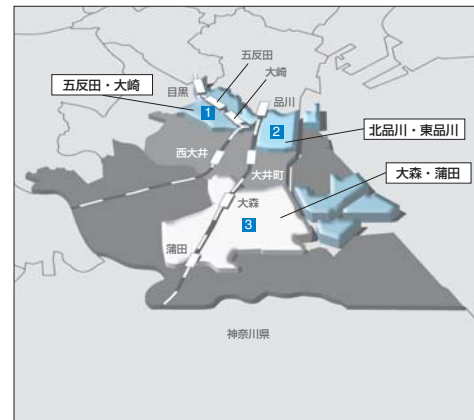 五反田
大崎
五反田・大崎
目黒
品川
1
2
北品川・東品川
西大井
大井町
大森・蒲田
大森
3
蒲田
神奈川県